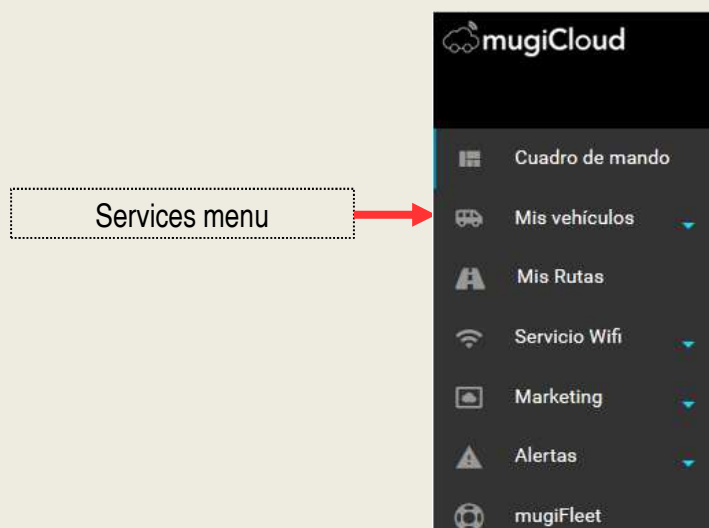 mugiCloud
Cuadro de mando
Services menu
Mis vehículos
Mis Rutas
Servicio Wifi
Marketing
Alertas
mugiFleet